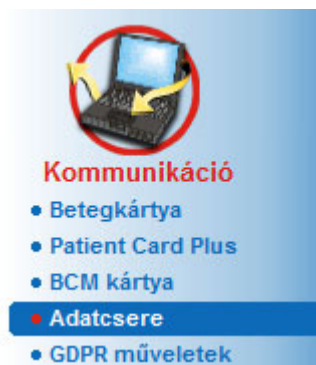 Kommunikáció
Betegkártya
Patient Card Plus
BCM kártya
Adatcsere
GDPR műveletek